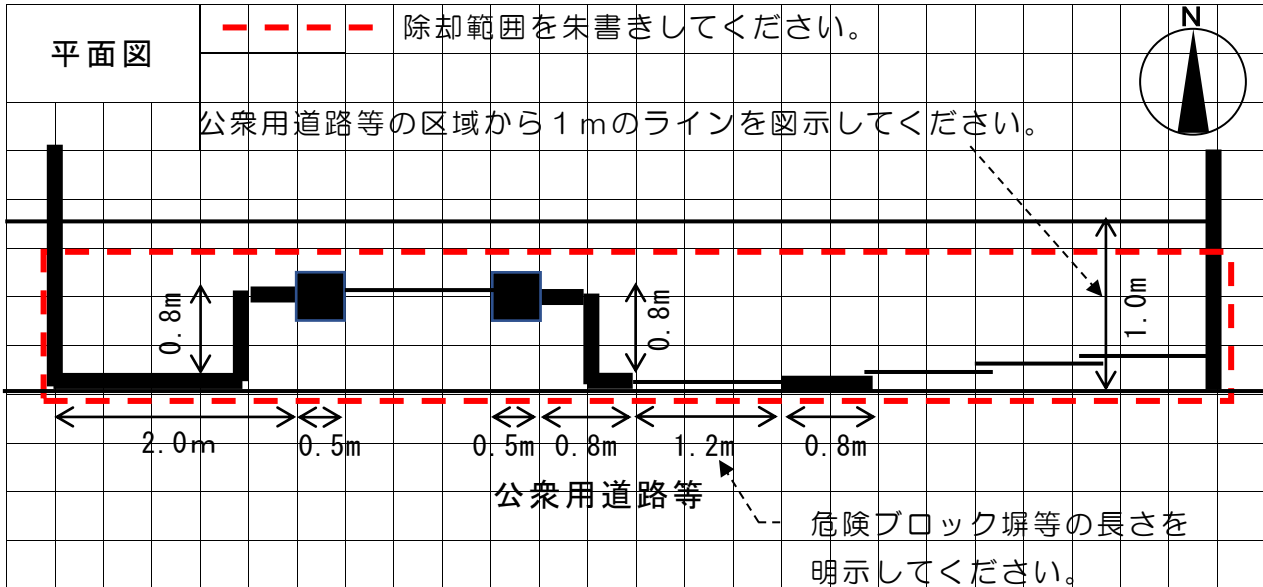 平面図
除却範囲を朱書きしてください。
N
公衆用道路等の区域から１ｍのラインを図示してください。
0.8m
0.8m
1.0m
2.0m
0.5m
0.5m
0.8m
1.2m
0.8m
公衆用道路等
危険ブロック塀等の長さを
明示してください。